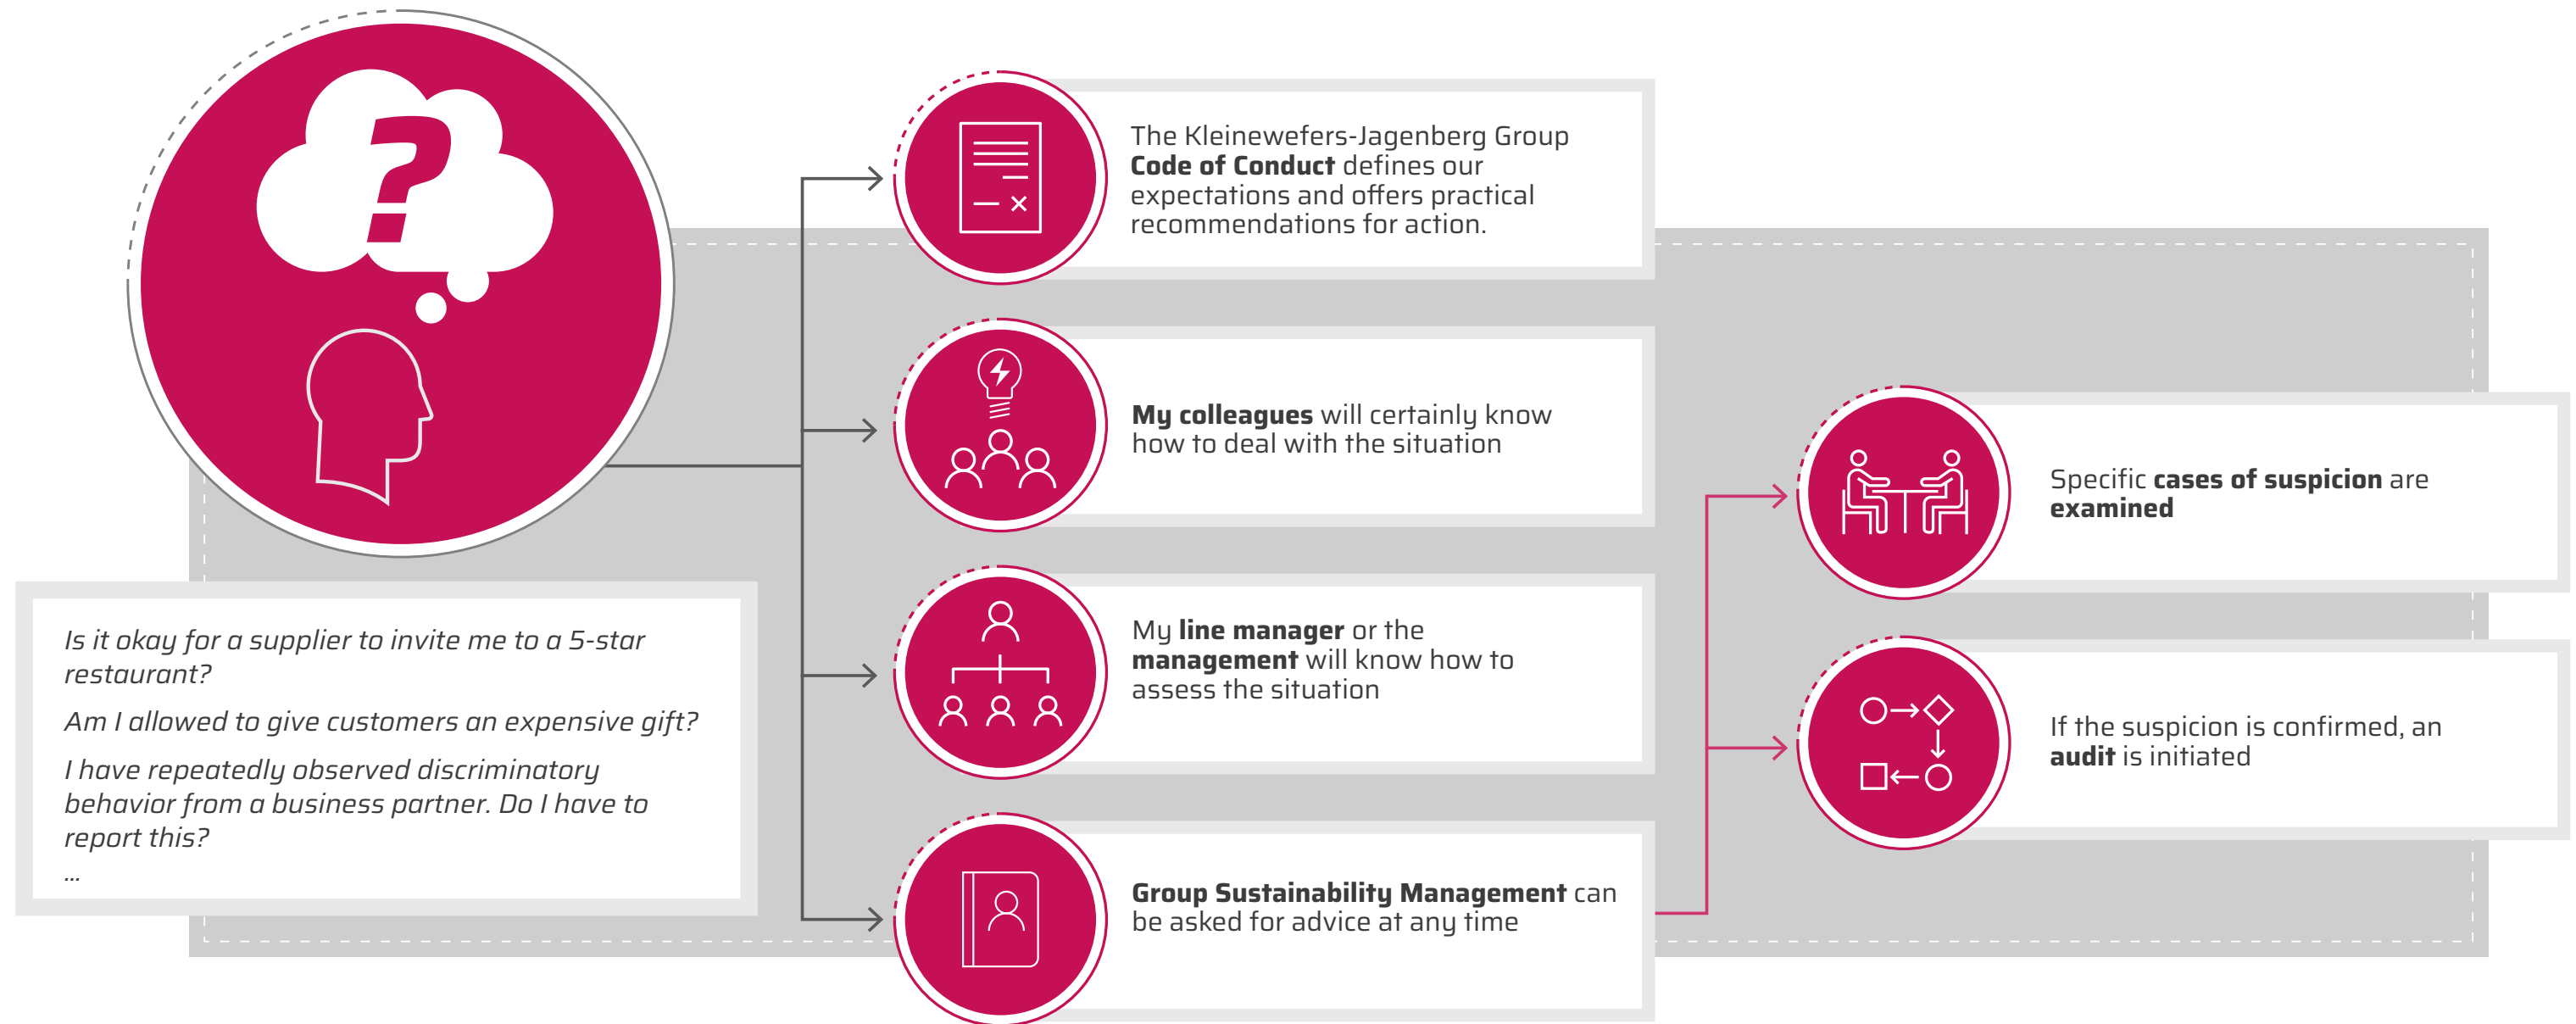 ?
The Kleinewefers-Jagenberg Group
Code of Conduct defines our
expectations and offers practical
recommendations for action.
My colleagues will certainly know
how to deal with the situation
My line manager or the
management will know how to
assess the situation
Group Sustainability Management can
be asked for advice at any time
Is it okay for a supplier to invite me to a 5-star
restaurant?
Am I allowed to give customers an expensive gift?
I have repeatedly observed discriminatory
behavior from a business partner. Do I have to
report this?
...
Specific cases of suspicion are
examined
If the suspicion is confirmed, an
audit is initiated